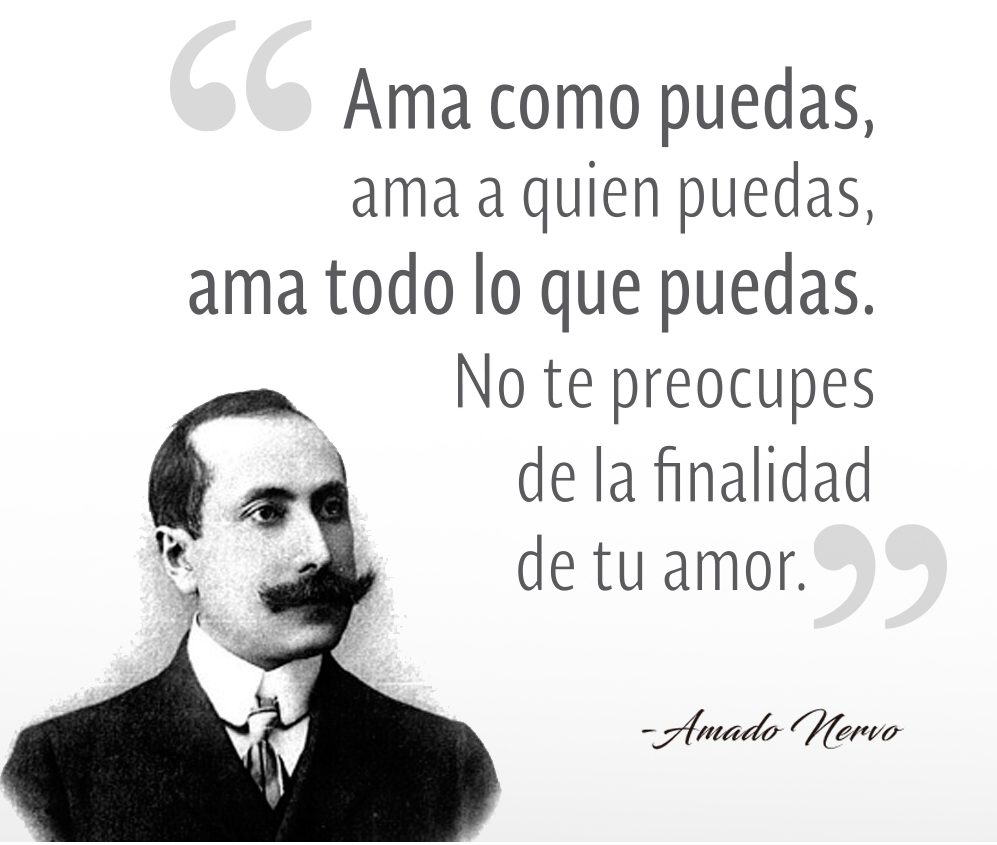 “ Ama como puedas,
ama a quien puedas,
ama todo lo que puedas.
No te preocupes
de la finalidad
de tu amor. ”
-Amado Nervo